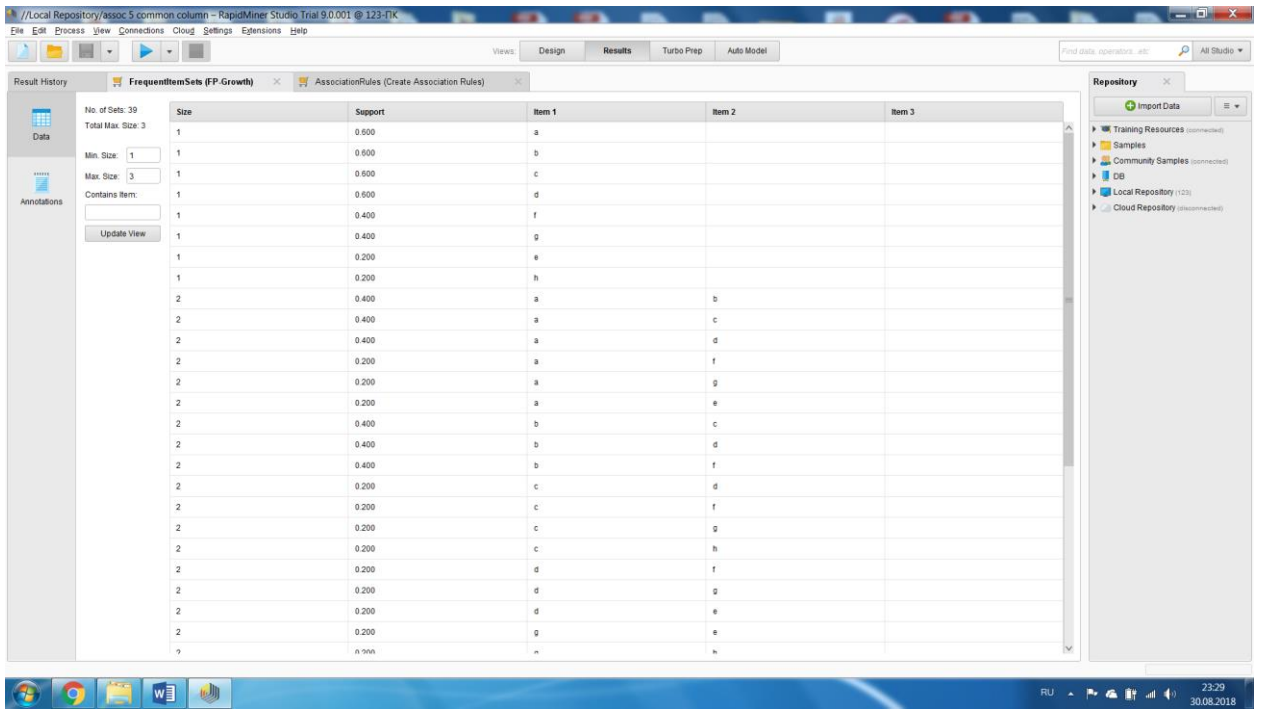 //Local Repository/assoc 5 common column – RapidMiner Studio Trial 9.0.001 @ 123-ПК
File Edit Process View Connections Cloud Settings Extensions Help
Views: Design Results Turbo Prep Auto Model Find data, operators...etc All Studio
Result History FrequentItemSets (FP-Growth) AssociationRules (Create Association Rules)
Data
Annotations
No. of Sets: 39
Total Max. Size: 3
Min. Size: 1
Max. Size: 3
Contains Item:
Update View
Size Support Item 1 Item 2 Item 3
1 0.600 a
1 0.600 b
1 0.600 c
1 0.600 d
1 0.400 f
1 0.400 g
1 0.200 e
1 0.200 h
2 0.400 a b
2 0.400 a c
2 0.400 a d
2 0.200 a f
2 0.200 a g
2 0.200 a e
2 0.400 b c
2 0.400 b d
2 0.400 b f
2 0.200 c d
2 0.200 c f
2 0.200 c g
2 0.200 c h
2 0.200 d f
2 0.200 d g
2 0.200 d e
2 0.200 g e
2 0.200 g h
Repository
Import Data
Training Resources (connected)
Samples
Community Samples (connected)
DB
Local Repository (123)
Cloud Repository (disconnected)
RU 23:29
30.08.2018